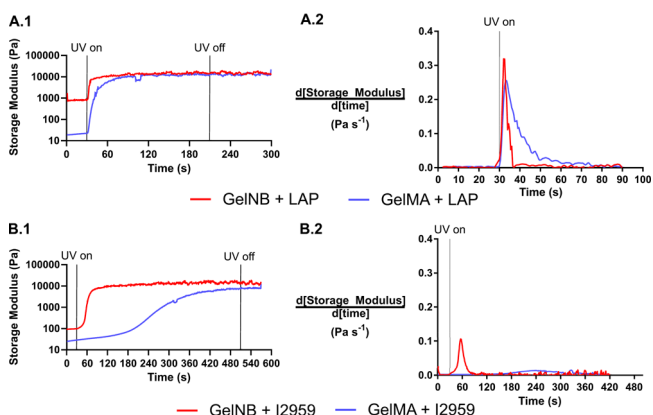 A.1
UV on
UV off
Storage Modulus (Pa)
100000
10000
1000
100
10
0
60
120
180
240
300
Time (s)
A.2
UV on
d[Storage Modulus]
d[time]
(Pa s-1)
0.4
0.3
0.2
0.1
0.0
0 10 20 30 40 50 60 70 80 90 100
Time (s)
GelNB + LAP
GelMA + LAP
B.1
UV on
UV off
Storage Modulus (Pa)
100000
10000
1000
100
10
0 60 120 180 240 300 360 420 480 540 600
Time (s)
B.2
UV on
d[Storage Modulus]
d[time]
(Pa s-1)
0.4
0.3
0.2
0.1
0.0
0 60 120 180 240 300 360 420 480
Time (s)
GelNB + I2959
GelMA + I2959